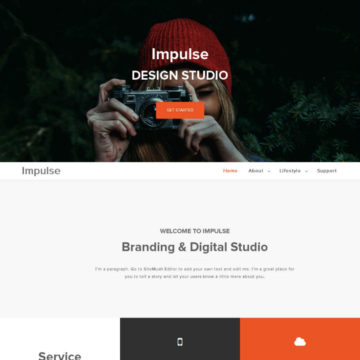 Impulse
DESIGN STUDIO
GET STARTED
Impulse
Home About Lifestyle Support
WELCOME TO IMPULSE
Branding & Digital Studio
I'm a paragraph. Go to SiteMush Editor to add your own text and edit me. I'm a great place for
you to tell a story and let your users know a little more about you.
Service